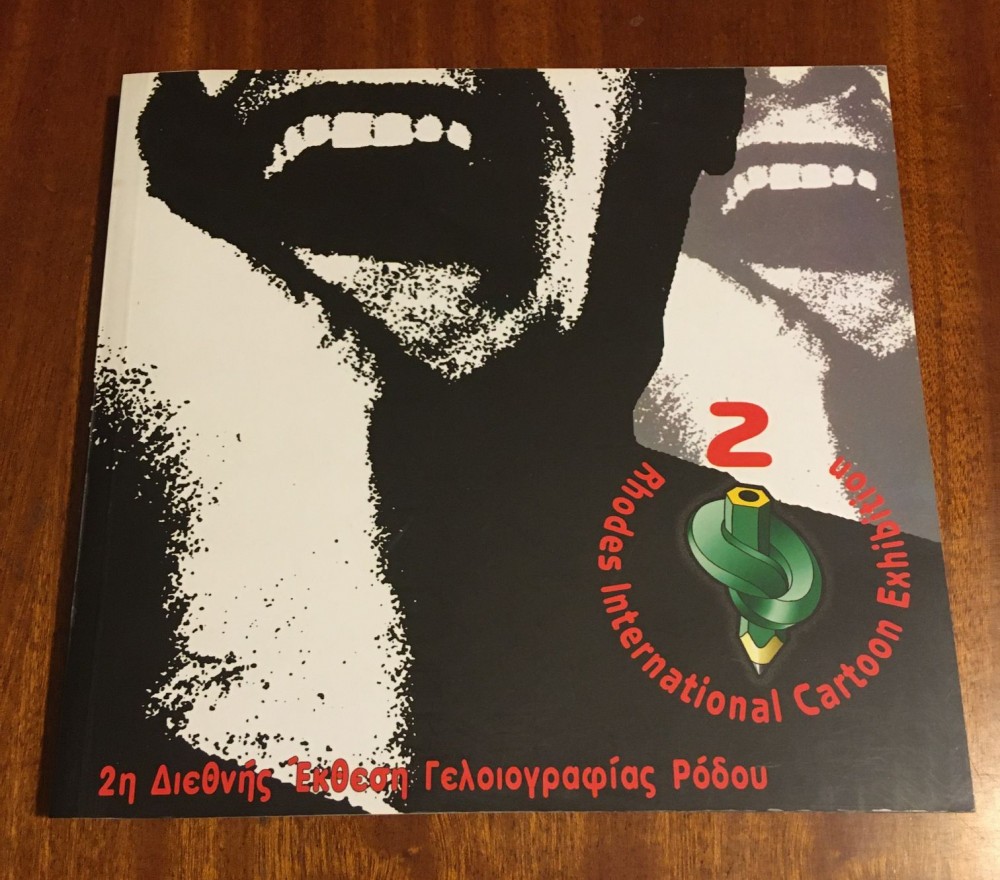 2
Rhodes International Cartoon Exhibition
2η Διεθνής Έκθεση Γελοιογραφίας Ρόδου